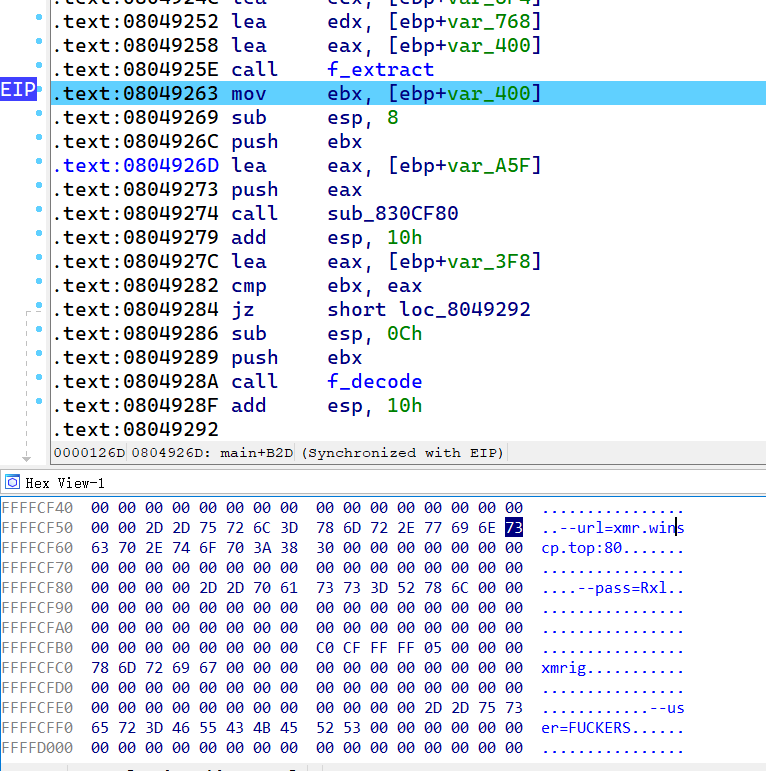 .text:08049252 lea edx, [ebp+var_768]
.text:08049258 lea eax, [ebp+var_400]
.text:0804925E call f_extract
EIP .text:08049263 mov ebx, [ebp+var_400]
.text:08049269 sub esp, 8
.text:0804926C push ebx
.text:0804926D lea eax, [ebp+var_A5F]
.text:08049273 push eax
.text:08049274 call sub_830CF80
.text:08049279 add esp, 10h
.text:0804927C lea eax, [ebp+var_3F8]
.text:08049282 cmp ebx, eax
.text:08049284 jz short loc_8049292
.text:08049286 sub esp, 0Ch
.text:08049289 push ebx
.text:0804928A call f_decode
.text:0804928F add esp, 10h
.text:08049292
0000126D 0804926D: main+B2D (Synchronized with EIP)
Hex View-1
FFFFCF40 00 00 00 00 00 00 00 00 00 00 00 00 00 00 00 00 ................
FFFFCF50 00 00 2D 2D 75 72 6C 3D 78 6D 72 2E 77 69 6E 73 ..--url=xmr.wins
FFFFCF60 63 70 2E 74 6F 70 3A 38 30 00 00 00 00 00 00 00 cp.top:80.......
FFFFCF70 00 00 00 00 00 00 00 00 00 00 00 00 00 00 00 00 ................
FFFFCF80 00 00 00 00 2D 2D 70 61 73 73 3D 52 78 6C 00 00 ....--pass=Rxl..
FFFFCF90 00 00 00 00 00 00 00 00 00 00 00 00 00 00 00 00 ................
FFFFCFA0 00 00 00 00 00 00 00 00 00 00 00 00 00 00 00 00 ................
FFFFCFB0 00 00 00 00 00 00 00 00 C0 CF FF FF 05 00 00 00 ................
FFFFCFC0 78 6D 72 69 67 00 00 00 00 00 00 00 00 00 00 00 xmrig...........
FFFFCFD0 00 00 00 00 00 00 00 00 00 00 00 00 00 00 00 00 ................
FFFFCFE0 00 00 00 00 00 00 00 00 00 00 00 00 2D 2D 75 73 ............--us
FFFFCFF0 65 72 3D 46 55 43 4B 45 52 53 00 00 00 00 00 00 er=FUCKERS......
FFFFD000 00 00 00 00 00 00 00 00 00 00 00 00 00 00 00 00 ................